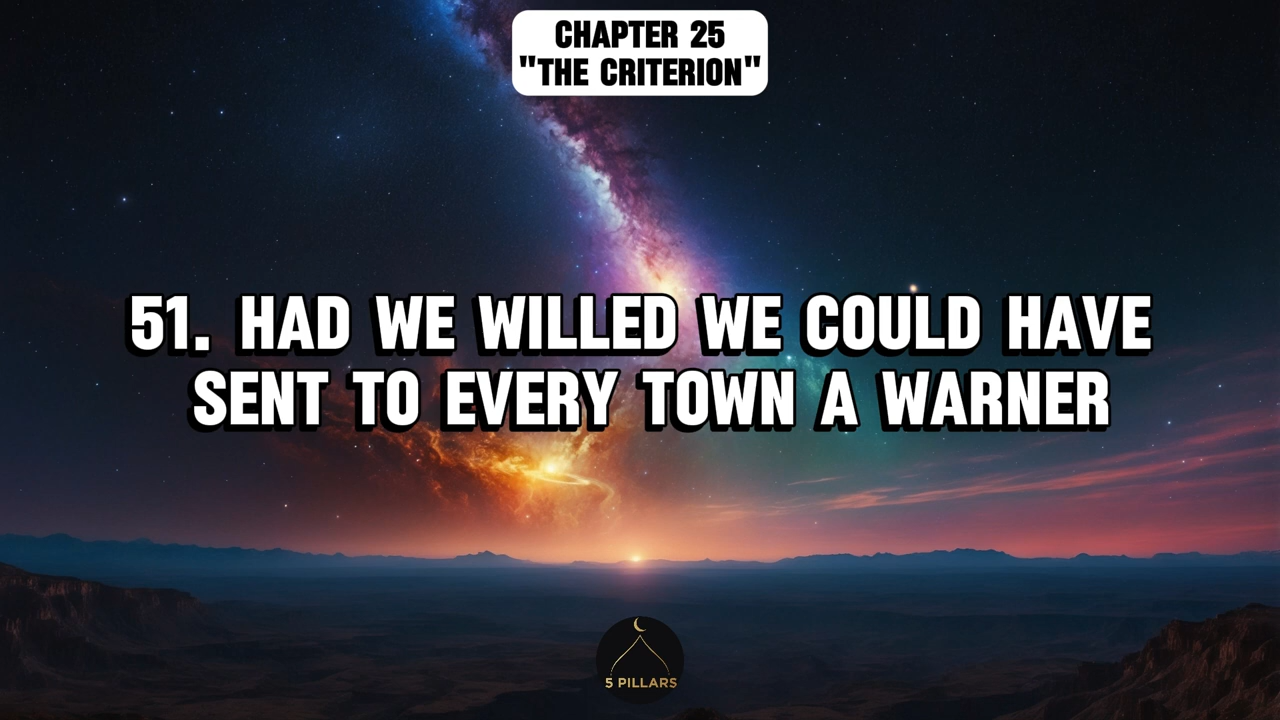 CHAPTER 25
"THE CRITERION"
51. HAD WE WILLED WE COULD HAVE
SENT TO EVERY TOWN A WARNER
5 PILLARS